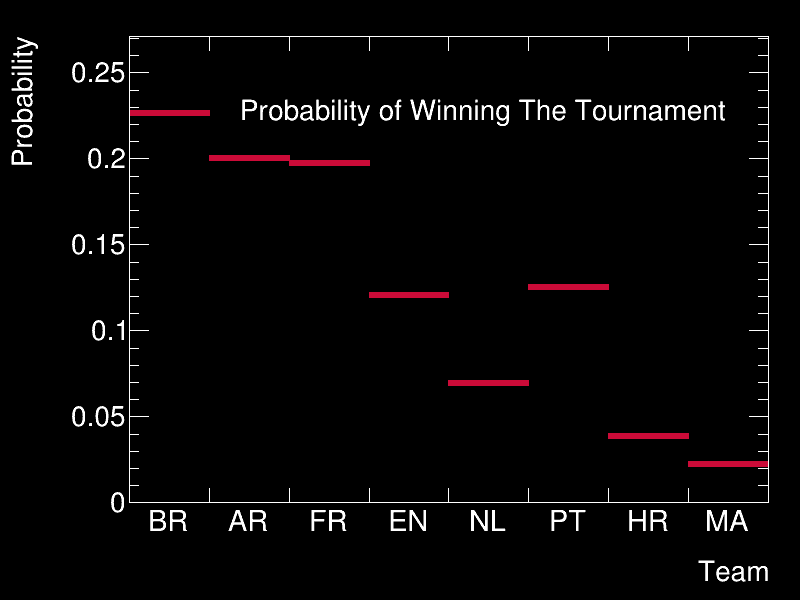 Probability
0.25
Probability of Winning The Tournament
0.2
0.15
0.1
0.05
0
BR AR FR EN NL PT HR MA
Team